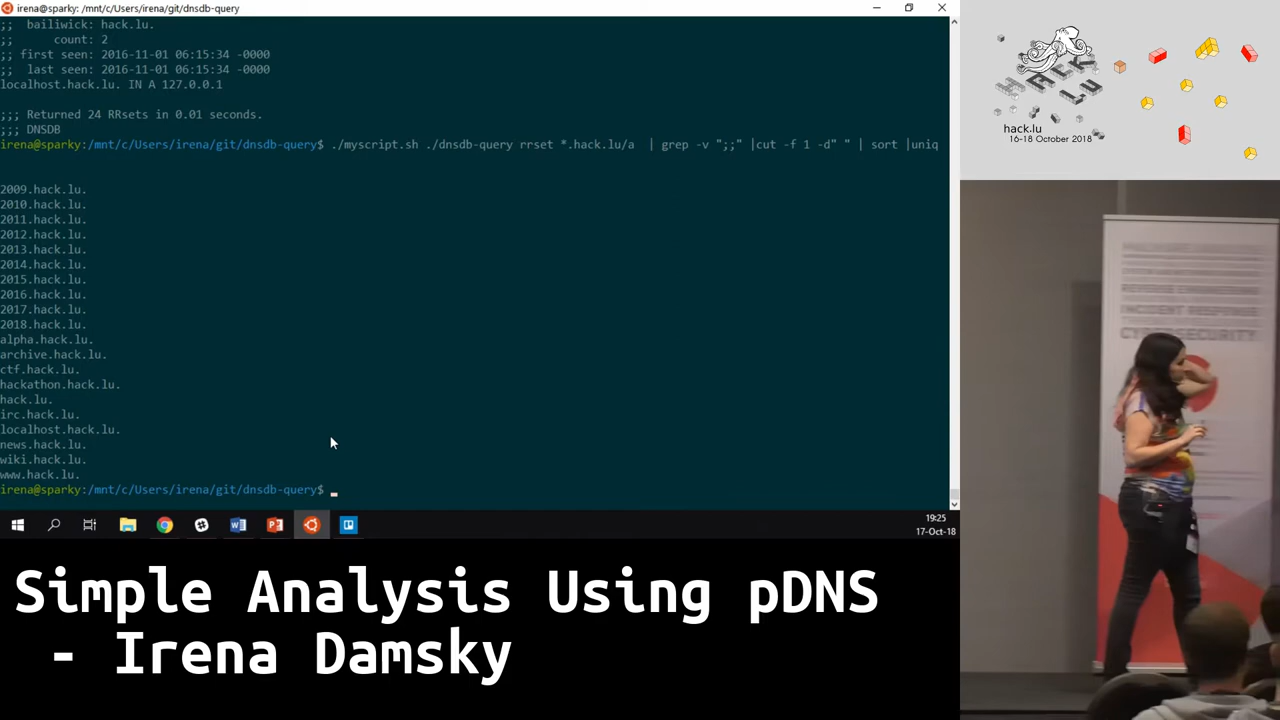 irena@sparky: /mnt/c/Users/irena/git/dnsdb-query
;;   bailiwick: hack.lu.
;;       count: 2
;; first seen: 2016-11-01 06:15:34 -0000
;;  last seen: 2016-11-01 06:15:34 -0000
localhost.hack.lu. IN A 127.0.0.1
;;; Returned 24 RRsets in 0.01 seconds.
;;; DNSDB
irena@sparky:/mnt/c/Users/irena/git/dnsdb-query$ ./myscript.sh ./dnsdb-query rrset *.hack.lu/a  | grep -v ";;" |cut -f 1 -d" " | sort |uniq
2009.hack.lu.
2010.hack.lu.
2011.hack.lu.
2012.hack.lu.
2013.hack.lu.
2014.hack.lu.
2015.hack.lu.
2016.hack.lu.
2017.hack.lu.
2018.hack.lu.
alpha.hack.lu.
archive.hack.lu.
ctf.hack.lu.
hackathon.hack.lu.
hack.lu.
irc.hack.lu.
localhost.hack.lu.
news.hack.lu.
wiki.hack.lu.
www.hack.lu.
irena@sparky:/mnt/c/Users/irena/git/dnsdb-query$
19:25
17-Oct-18
HACK
LU
hack.lu
16-18 October 2018
INCIDENT RESPONSE
CYBERSECURITY
Simple Analysis Using pDNS
- Irena Damsky